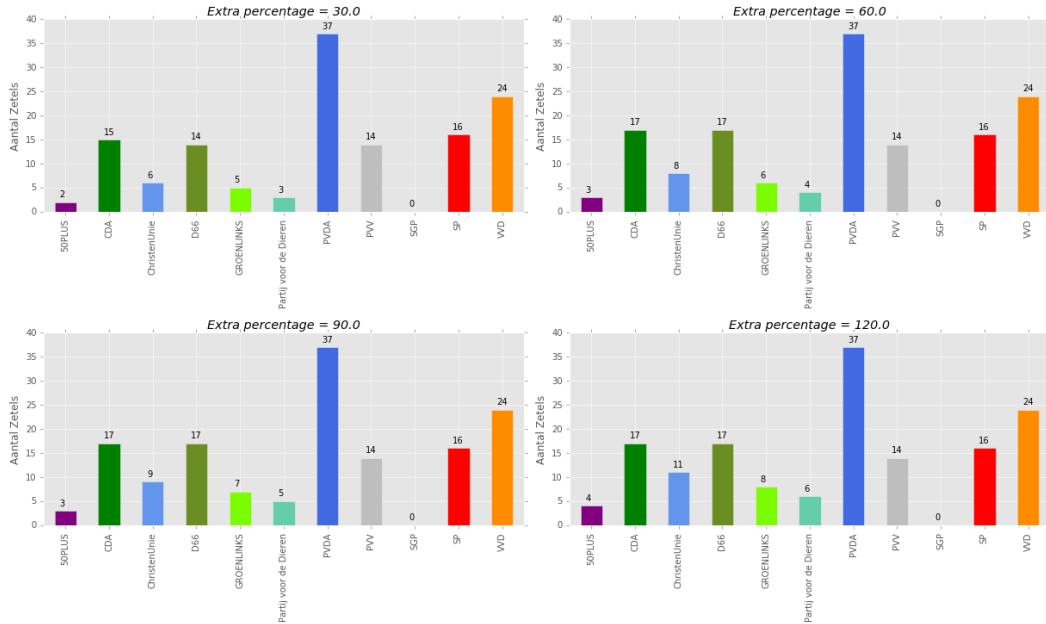 Extra percentage = 30.0
Aantal Zetels
40
35
30
25
20
15
10
5
0
2
15
6
14
5
3
37
14
0
16
24
50PLUS
CDA
ChristenUnie
D66
GROENLINKS
Partij voor de Dieren
PVDA
PVV
SGP
SP
VVD
Extra percentage = 60.0
Aantal Zetels
40
35
30
25
20
15
10
5
0
3
17
8
17
6
4
37
14
0
16
24
50PLUS
CDA
ChristenUnie
D66
GROENLINKS
Partij voor de Dieren
PVDA
PVV
SGP
SP
VVD
Extra percentage = 90.0
Aantal Zetels
40
35
30
25
20
15
10
5
0
3
17
9
17
7
5
37
14
0
16
24
50PLUS
CDA
ChristenUnie
D66
GROENLINKS
Partij voor de Dieren
PVDA
PVV
SGP
SP
VVD
Extra percentage = 120.0
Aantal Zetels
40
35
30
25
20
15
10
5
0
4
17
11
17
8
6
37
14
0
16
24
50PLUS
CDA
ChristenUnie
D66
GROENLINKS
Partij voor de Dieren
PVDA
PVV
SGP
SP
VVD